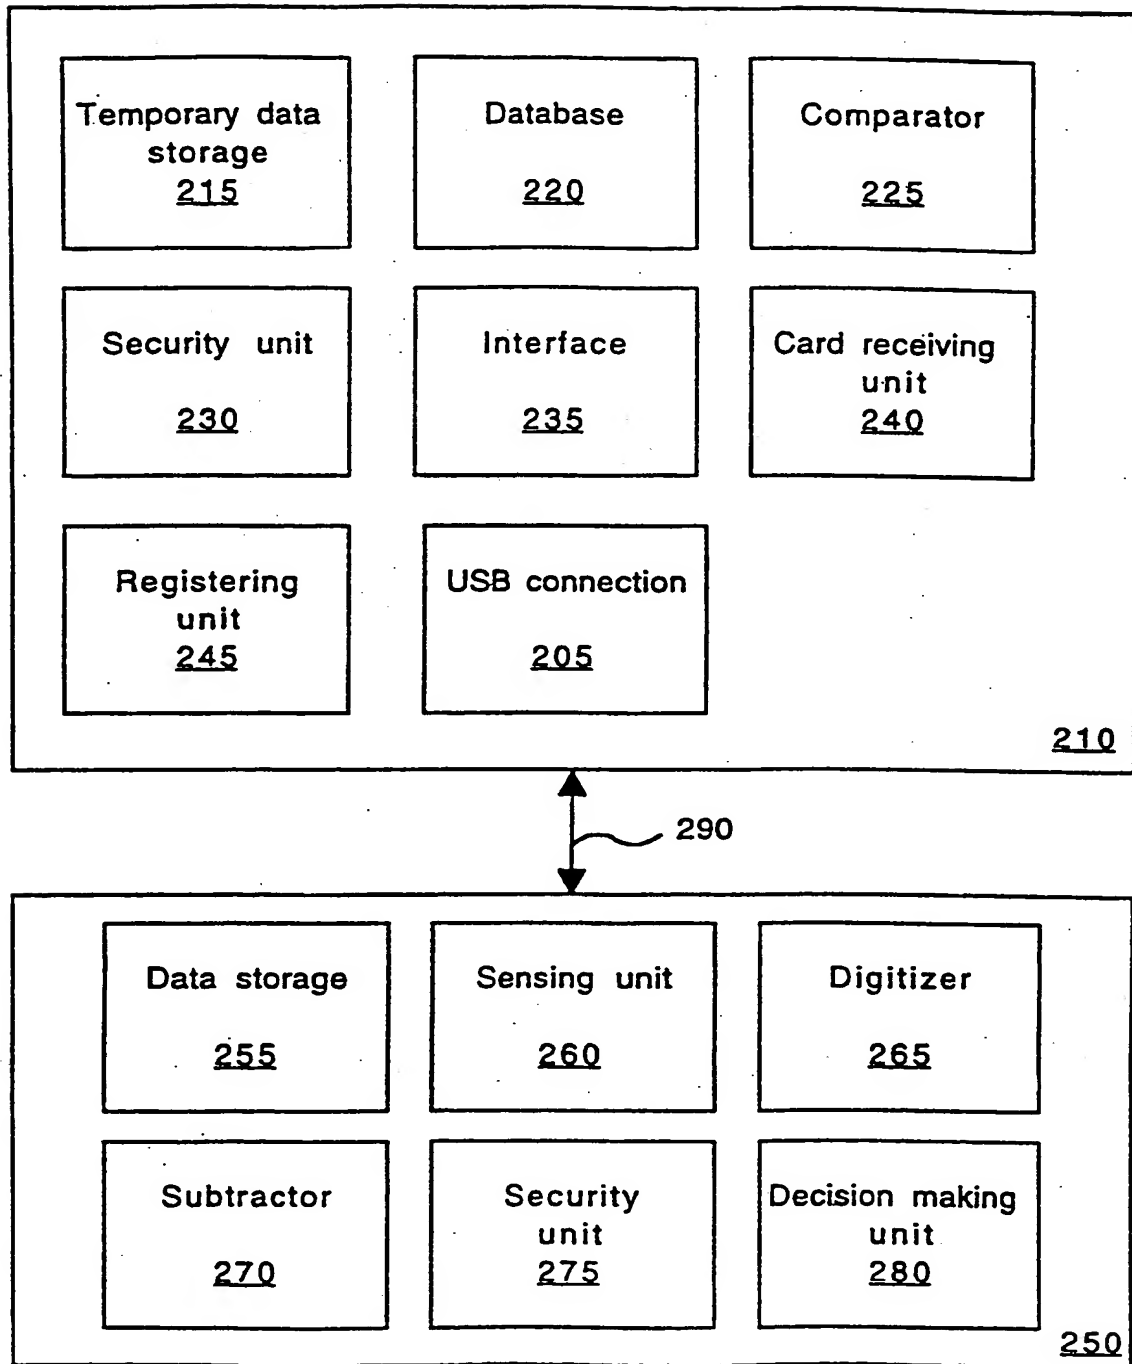 Temporary data
storage
215
Database
220
Comparator
225
Security unit
230
Interface
235
Card receiving
unit
240
Registering
unit
245
USB connection
205
210
290
Data storage
255
Sensing unit
260
Digitizer
265
Subtractor
270
Security
unit
275
Decision making
unit
280
250